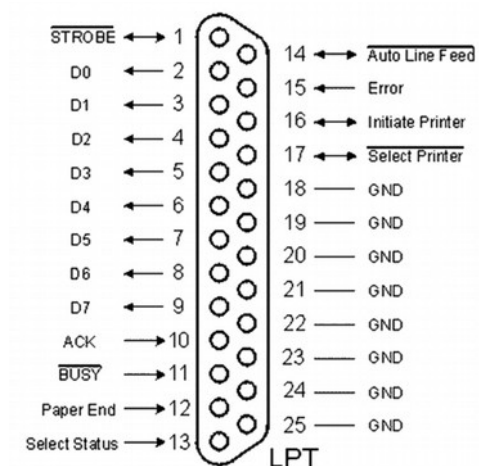 STROBE 1
D0 2
D1 3
D2 4
D3 5
D4 6
D5 7
D6 8
D7 9
ACK 10
BUSY 11
Paper End 12
Select Status 13
14 Auto Line Feed
15 Error
16 Initiate Printer
17 Select Printer
18 GND
19 GND
20 GND
21 GND
22 GND
23 GND
24 GND
25 GND
LPT